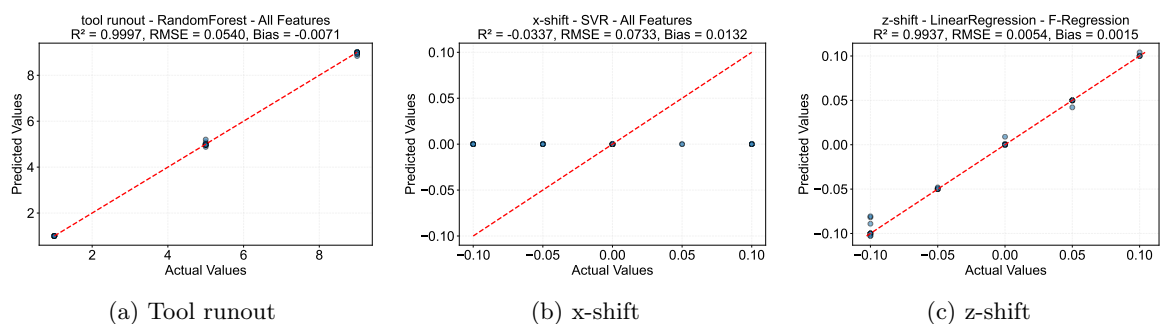 tool runout - RandomForest - All Features
R² = 0.9997, RMSE = 0.0540, Bias = -0.0071
Predicted Values
8
6
4
2
2
4
6
8
Actual Values
(a) Tool runout
x-shift - SVR - All Features
R² = -0.0337, RMSE = 0.0733, Bias = 0.0132
Predicted Values
0.10
0.05
0.00
−0.05
−0.10
−0.10
−0.05
0.00
0.05
0.10
Actual Values
(b) x-shift
z-shift - LinearRegression - F-Regression
R² = 0.9937, RMSE = 0.0054, Bias = 0.0015
Predicted Values
0.10
0.05
0.00
−0.05
−0.10
−0.10
−0.05
0.00
0.05
0.10
Actual Values
(c) z-shift